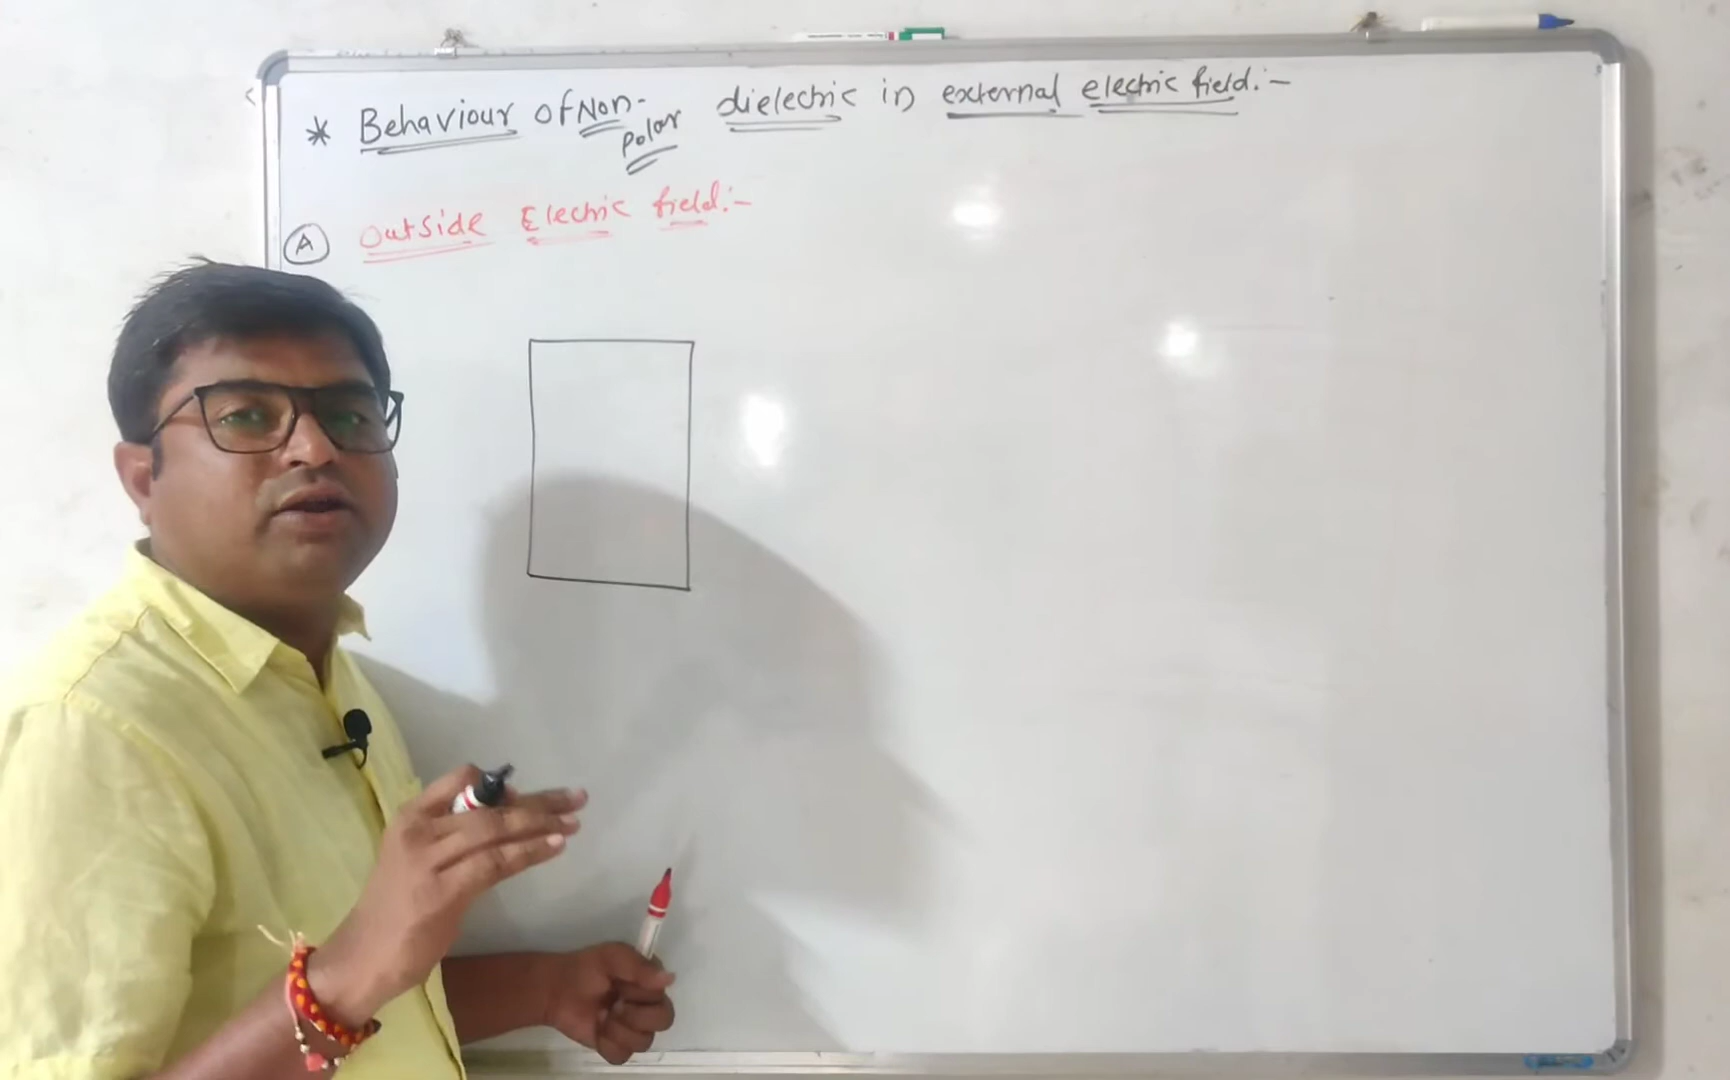 * Behaviour of Non-polar dielectric in external electric field:-
A Outside Electric field:-